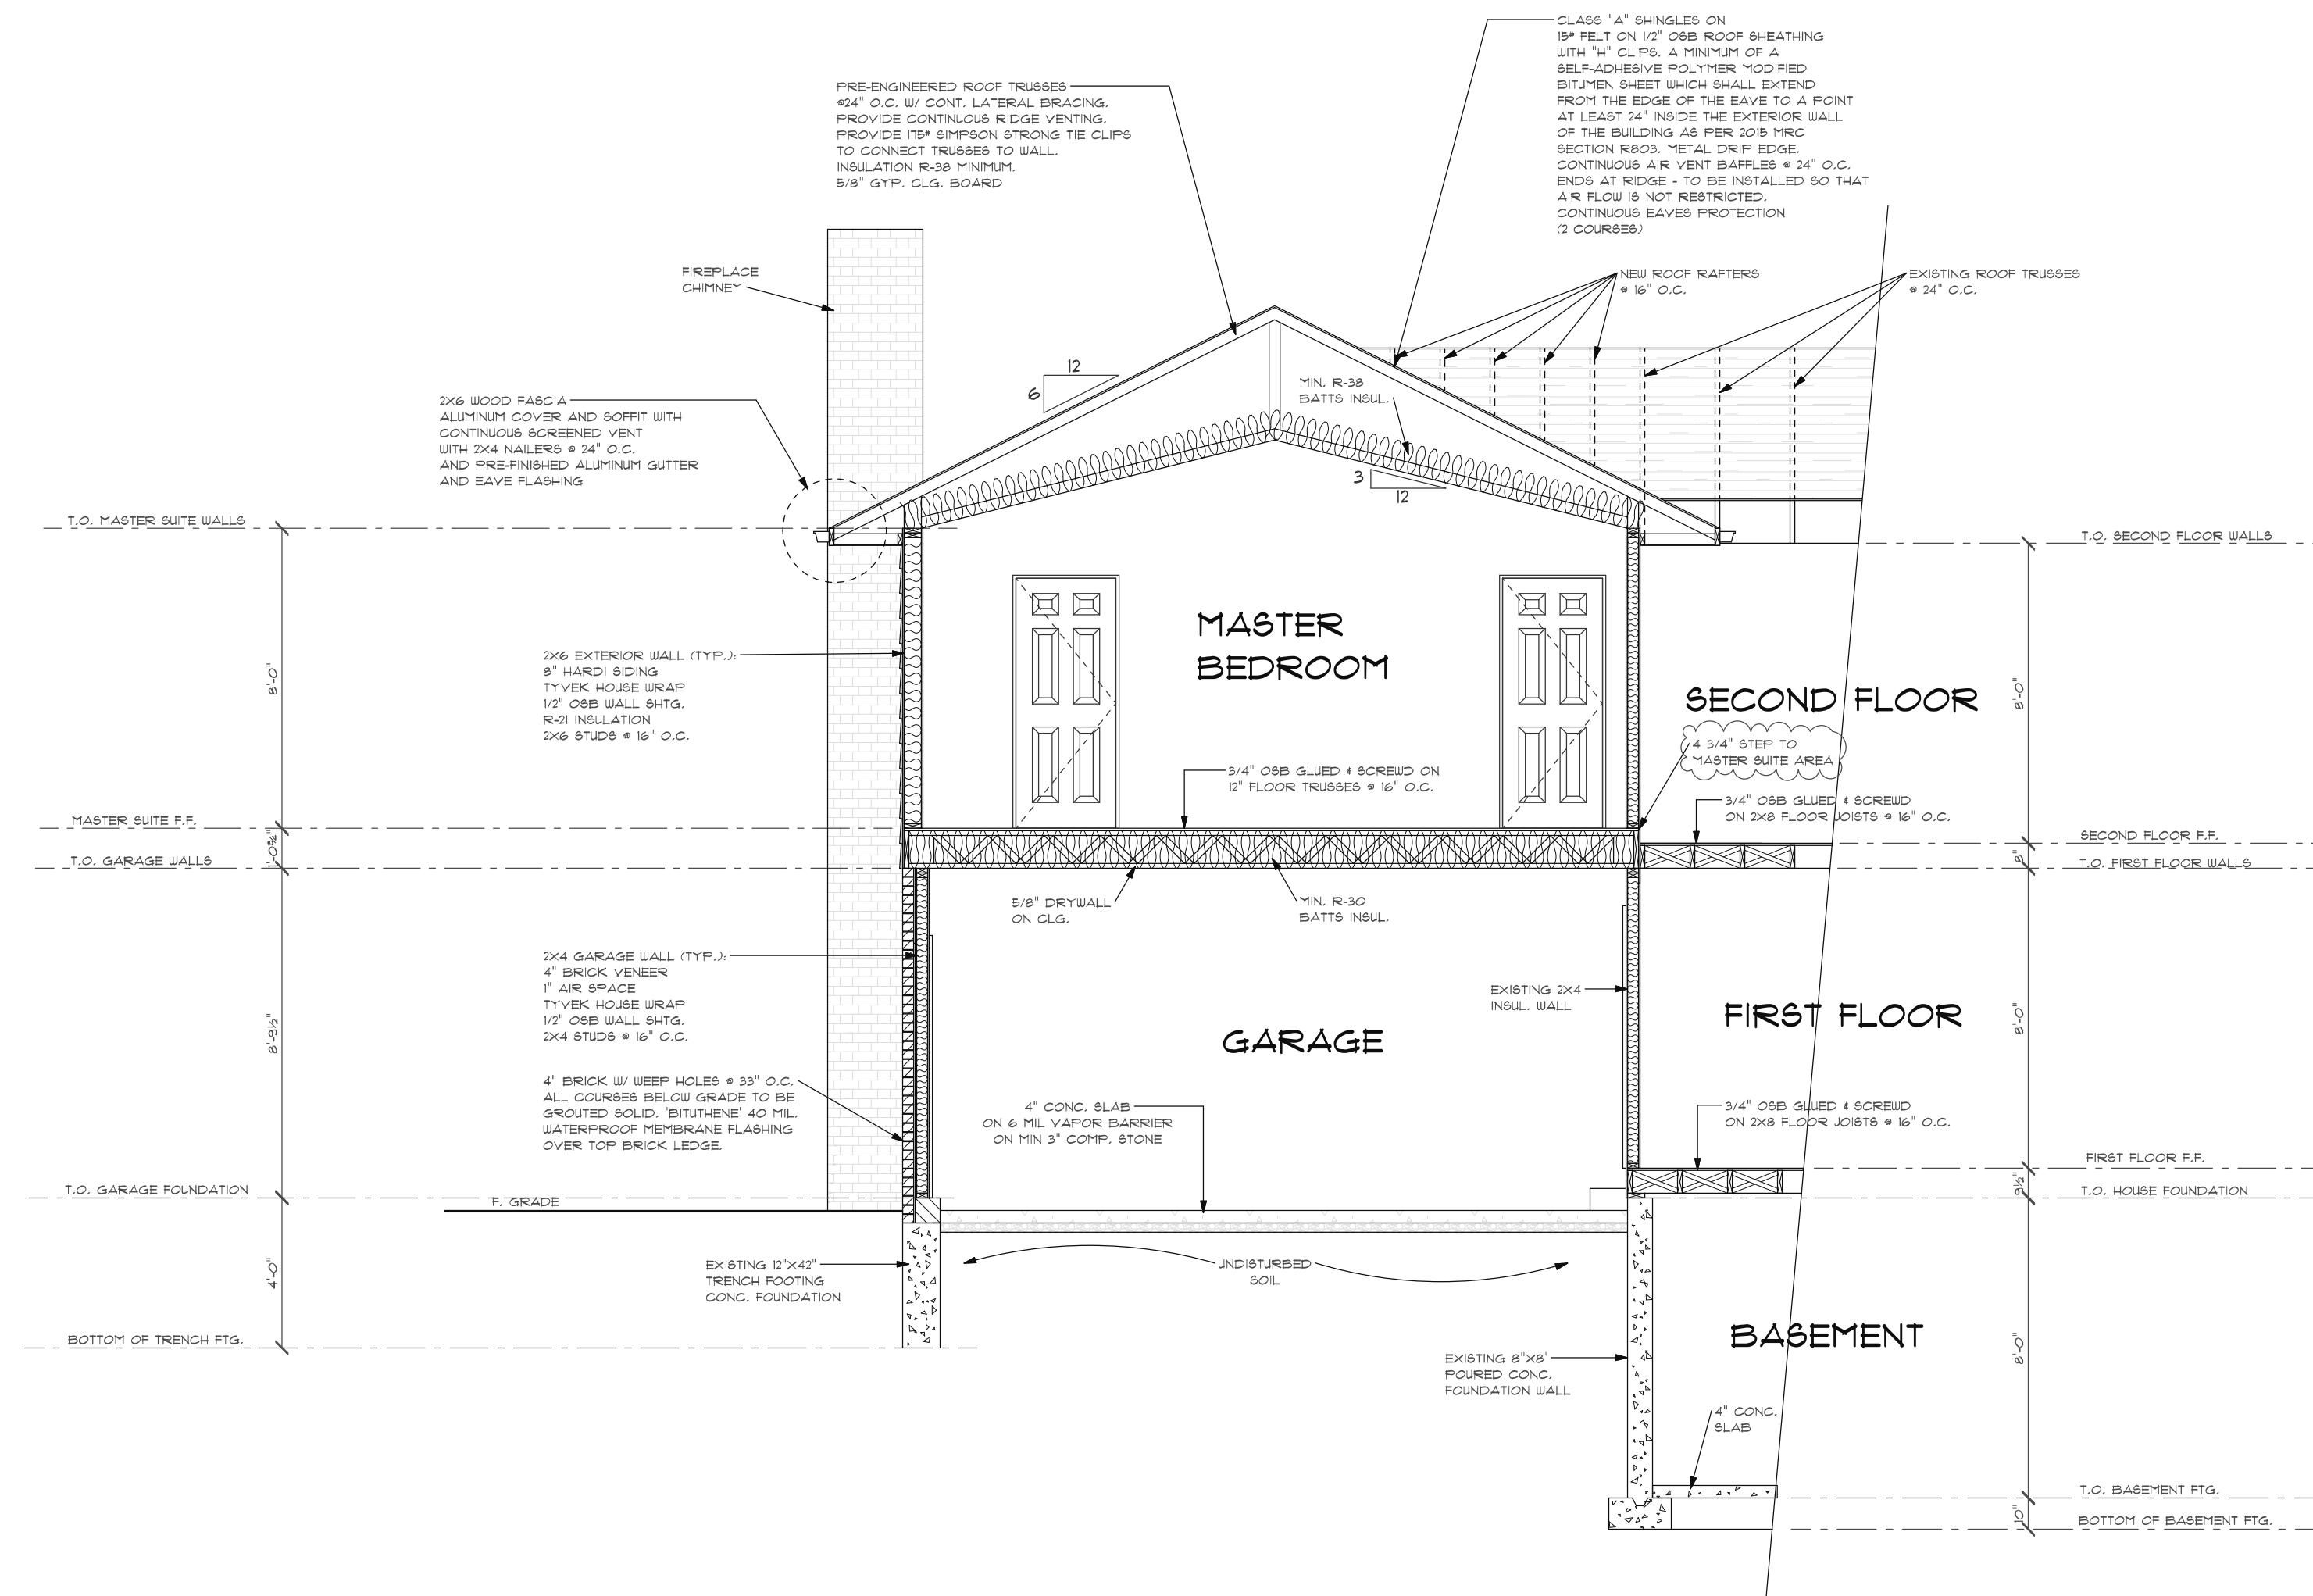 CLASS "A" SHINGLES ON
15# FELT ON 1/2" OSB ROOF SHEATHING
WITH "H" CLIPS. A MINIMUM OF A
SELF-ADHESIVE POLYMER MODIFIED
BITUMEN SHEET WHICH SHALL EXTEND
FROM THE EDGE OF THE EAVE TO A POINT
AT LEAST 24" INSIDE THE EXTERIOR WALL
OF THE BUILDING AS PER 2015 MRC
SECTION R803. METAL DRIP EDGE.
CONTINUOUS AIR VENT BAFFLES @ 24" O.C.
ENDS AT RIDGE - TO BE INSTALLED SO THAT
AIR FLOW IS NOT RESTRICTED.
CONTINUOUS EAVES PROTECTION
(2 COURSES)
PRE-ENGINEERED ROOF TRUSSES
@24" O.C. W/ CONT. LATERAL BRACING.
PROVIDE CONTINUOUS RIDGE VENTING.
PROVIDE 175# SIMPSON STRONG TIE CLIPS
TO CONNECT TRUSSES TO WALL.
INSULATION R-38 MINIMUM.
5/8" GYP. CLG. BOARD
FIREPLACE
CHIMNEY
NEW ROOF RAFTERS
@ 16" O.C.
EXISTING ROOF TRUSSES
@ 24" O.C.
12
6
MIN. R-38
BATTS INSUL.
3
12
2X6 WOOD FASCIA
ALUMINUM COVER AND SOFFIT WITH
CONTINUOUS SCREENED VENT
WITH 2X4 NAILERS @ 24" O.C.
AND PRE-FINISHED ALUMINUM GUTTER
AND EAVE FLASHING
T.O. MASTER SUITE WALLS
T.O. SECOND FLOOR WALLS
8'-0"
2X6 EXTERIOR WALL (TYP.):
8" HARDI SIDING
TYVEK HOUSE WRAP
1/2" OSB WALL SHTG.
R-21 INSULATION
2X6 STUDS @ 16" O.C.
MASTER
BEDROOM
SECOND FLOOR
8'-0"
4 3/4" STEP TO
MASTER SUITE AREA
3/4" OSB GLUED & SCREWD ON
12" FLOOR TRUSSES @ 16" O.C.
3/4" OSB GLUED & SCREWD
ON 2X8 FLOOR JOISTS @ 16" O.C.
MASTER SUITE F.F.
1'-0¾"
T.O. GARAGE WALLS
SECOND FLOOR F.F.
8"
T.O. FIRST FLOOR WALLS
5/8" DRYWALL
ON CLG.
MIN. R-30
BATTS INSUL.
2X4 GARAGE WALL (TYP.):
4" BRICK VENEER
1" AIR SPACE
TYVEK HOUSE WRAP
1/2" OSB WALL SHTG.
2X4 STUDS @ 16" O.C.
EXISTING 2X4
INSUL. WALL
8'-9½"
GARAGE
FIRST FLOOR
8'-0"
4" BRICK W/ WEEP HOLES @ 33" O.C.
ALL COURSES BELOW GRADE TO BE
GROUTED SOLID. 'BITUTHENE' 40 MIL.
WATERPROOF MEMBRANE FLASHING
OVER TOP BRICK LEDGE.
4" CONC. SLAB
ON 6 MIL VAPOR BARRIER
ON MIN 3" COMP. STONE
3/4" OSB GLUED & SCREWD
ON 2X8 FLOOR JOISTS @ 16" O.C.
FIRST FLOOR F.F.
9½"
T.O. HOUSE FOUNDATION
T.O. GARAGE FOUNDATION
F. GRADE
4'-0"
EXISTING 12"X42"
TRENCH FOOTING
CONC. FOUNDATION
UNDISTURBED
SOIL
BOTTOM OF TRENCH FTG.
BASEMENT
8'-0"
EXISTING 8"X8'
POURED CONC.
FOUNDATION WALL
4" CONC.
SLAB
T.O. BASEMENT FTG.
10"
BOTTOM OF BASEMENT FTG.